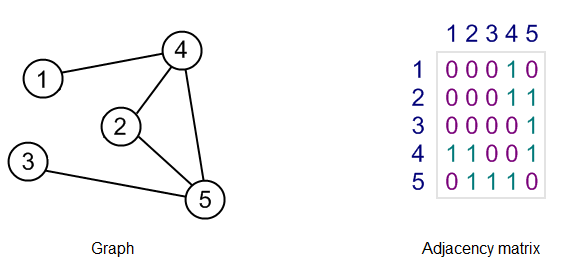 4
1
2
3
5
1 2 3 4 5
1 0 0 0 1 0
2 0 0 0 1 1
3 0 0 0 0 1
4 1 1 0 0 1
5 0 1 1 1 0
Graph
Adjacency matrix